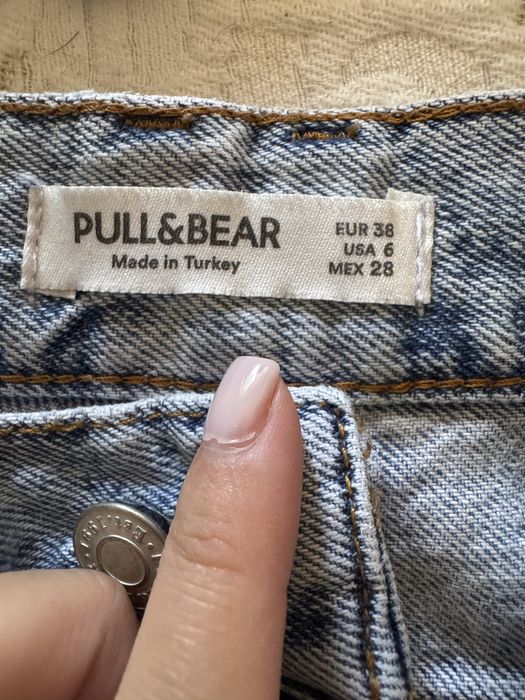 PULL&BEAR
Made in Turkey
EUR 38
USA 6
MEX 28